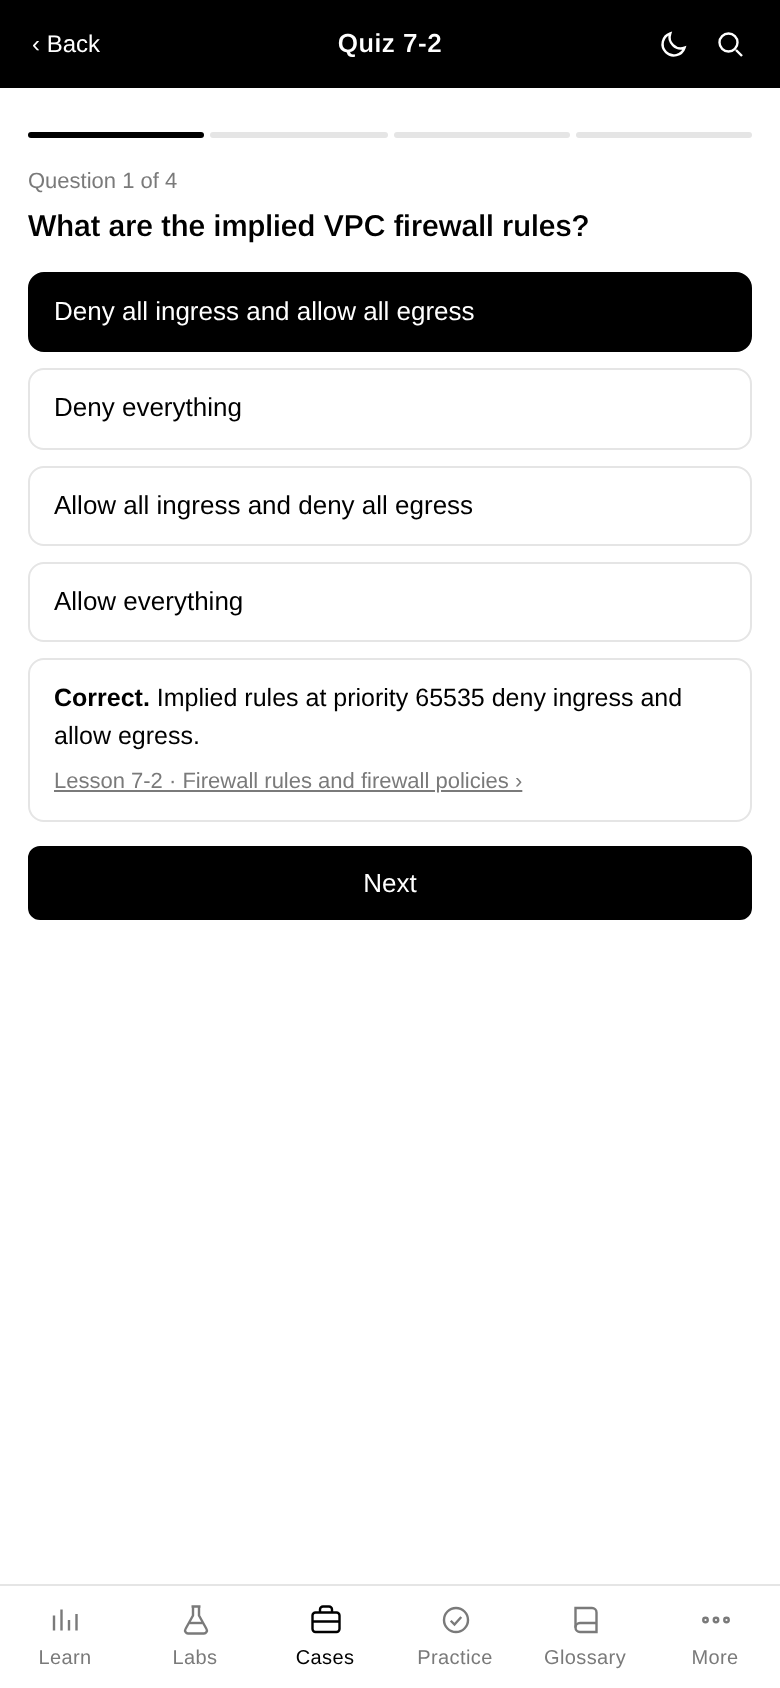 ‹ Back
Quiz 7-2
Question 1 of 4
What are the implied VPC firewall rules?
Deny all ingress and allow all egress
Deny everything
Allow all ingress and deny all egress
Allow everything
Correct. Implied rules at priority 65535 deny ingress and
allow egress.
Lesson 7-2 · Firewall rules and firewall policies ›
Next
Learn
Labs
Cases
Practice
Glossary
More